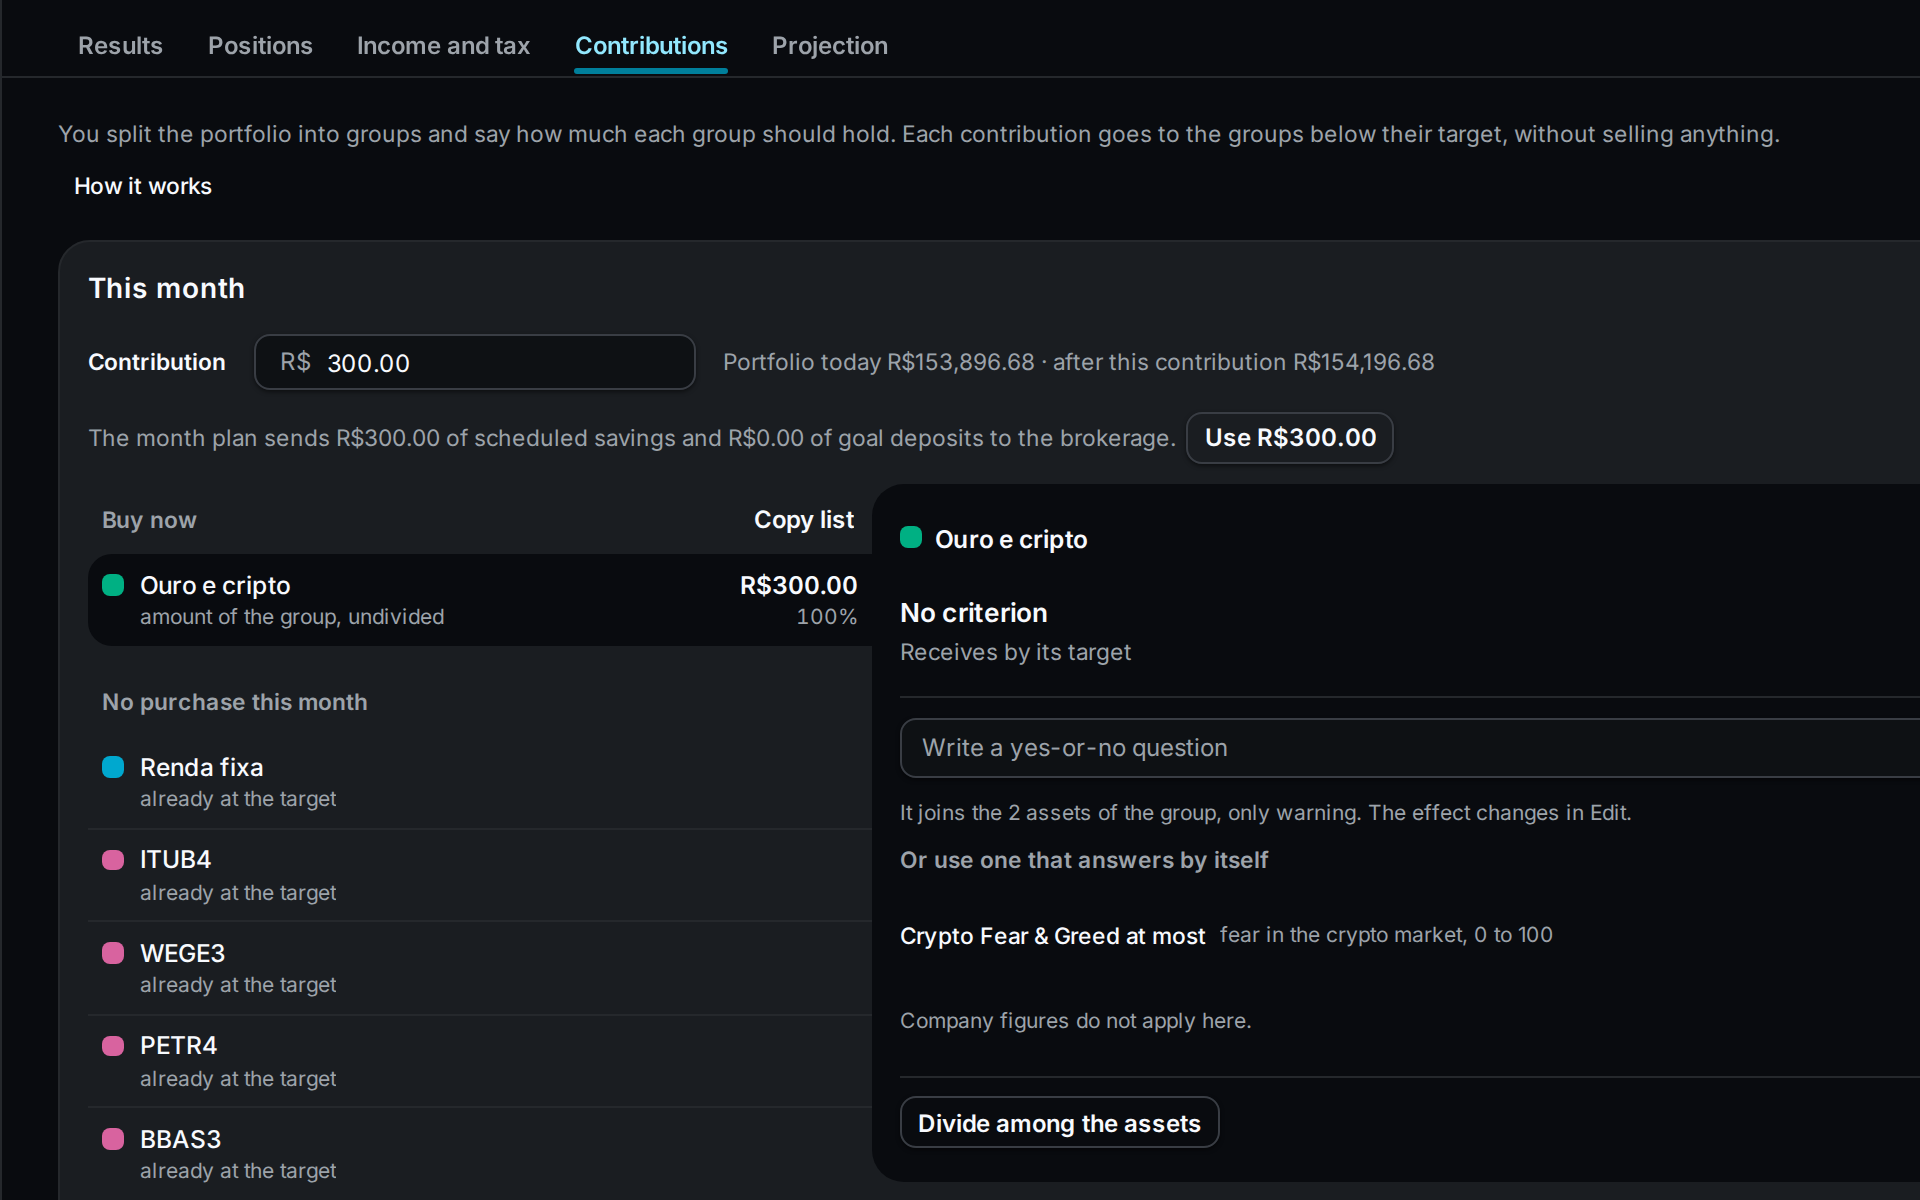 Results Positions Income and tax Contributions Projection
You split the portfolio into groups and say how much each group should hold. Each contribution goes to the groups below their target, without selling anything.
How it works
This month
Contribution R$ 300.00 Portfolio today R$153,896.68 · after this contribution R$154,196.68
The month plan sends R$300.00 of scheduled savings and R$0.00 of goal deposits to the brokerage. Use R$300.00
Buy now Copy list
Ouro e cripto R$300.00
amount of the group, undivided 100%
No purchase this month
Renda fixa
already at the target
ITUB4
already at the target
WEGE3
already at the target
PETR4
already at the target
BBAS3
already at the target
Ouro e cripto
No criterion
Receives by its target
Write a yes-or-no question
It joins the 2 assets of the group, only warning. The effect changes in Edit.
Or use one that answers by itself
Crypto Fear & Greed at most fear in the crypto market, 0 to 100
Company figures do not apply here.
Divide among the assets